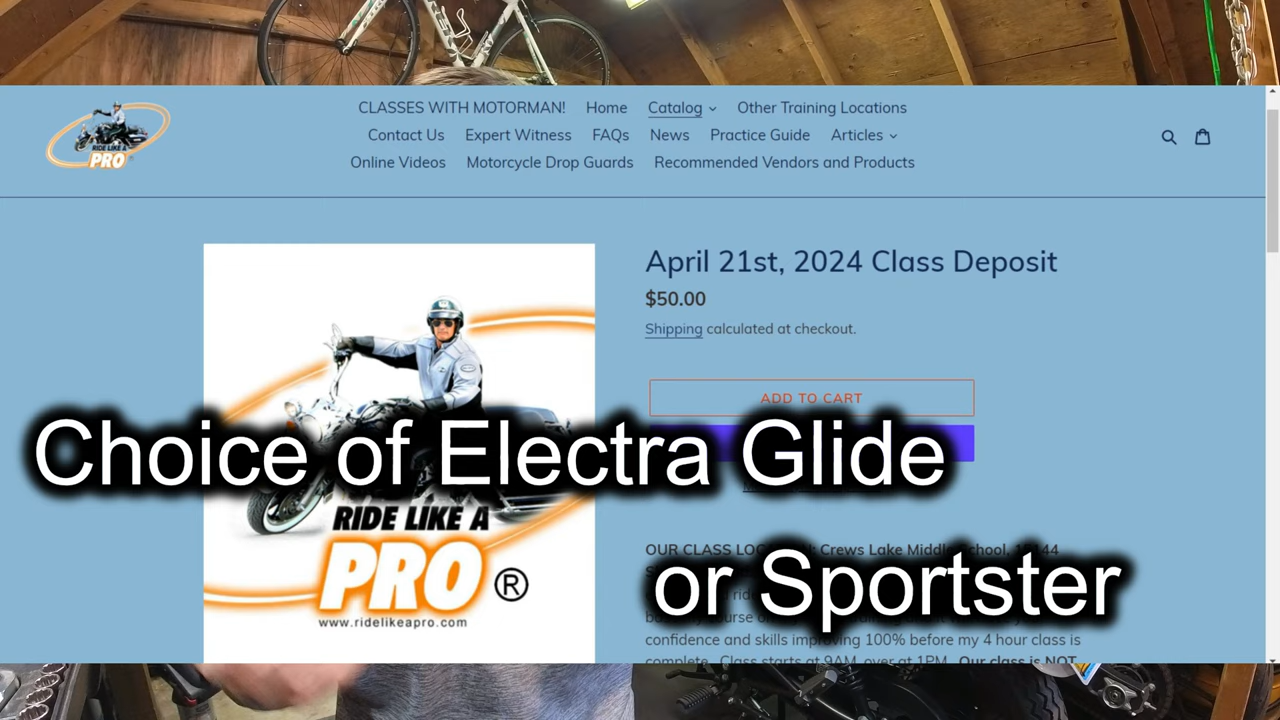 CLASSES WITH MOTORMAN! Home Catalog Other Training Locations
Contact Us Expert Witness FAQs News Practice Guide Articles
Online Videos Motorcycle Drop Guards Recommended Vendors and Products
RIDE LIKE A
PRO
April 21st, 2024 Class Deposit
$50.00
Shipping calculated at checkout.
ADD TO CART
Choice of Electra Glide
RIDE LIKE A
PRO ®
www.ridelikeapro.com
OUR CLASS Crews Lake
or Sportster
confidence and skills improving 100% before my 4 hour class is
complete. Class starts at 9AM, over at 1PM. Our class is NOT